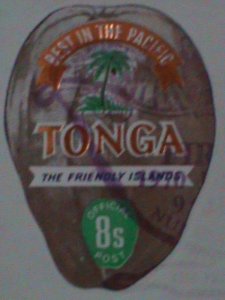 BEST IN THE PACIFIC
TONGA
THE FRIENDLY ISLANDS
OFFICIAL
8s
POST